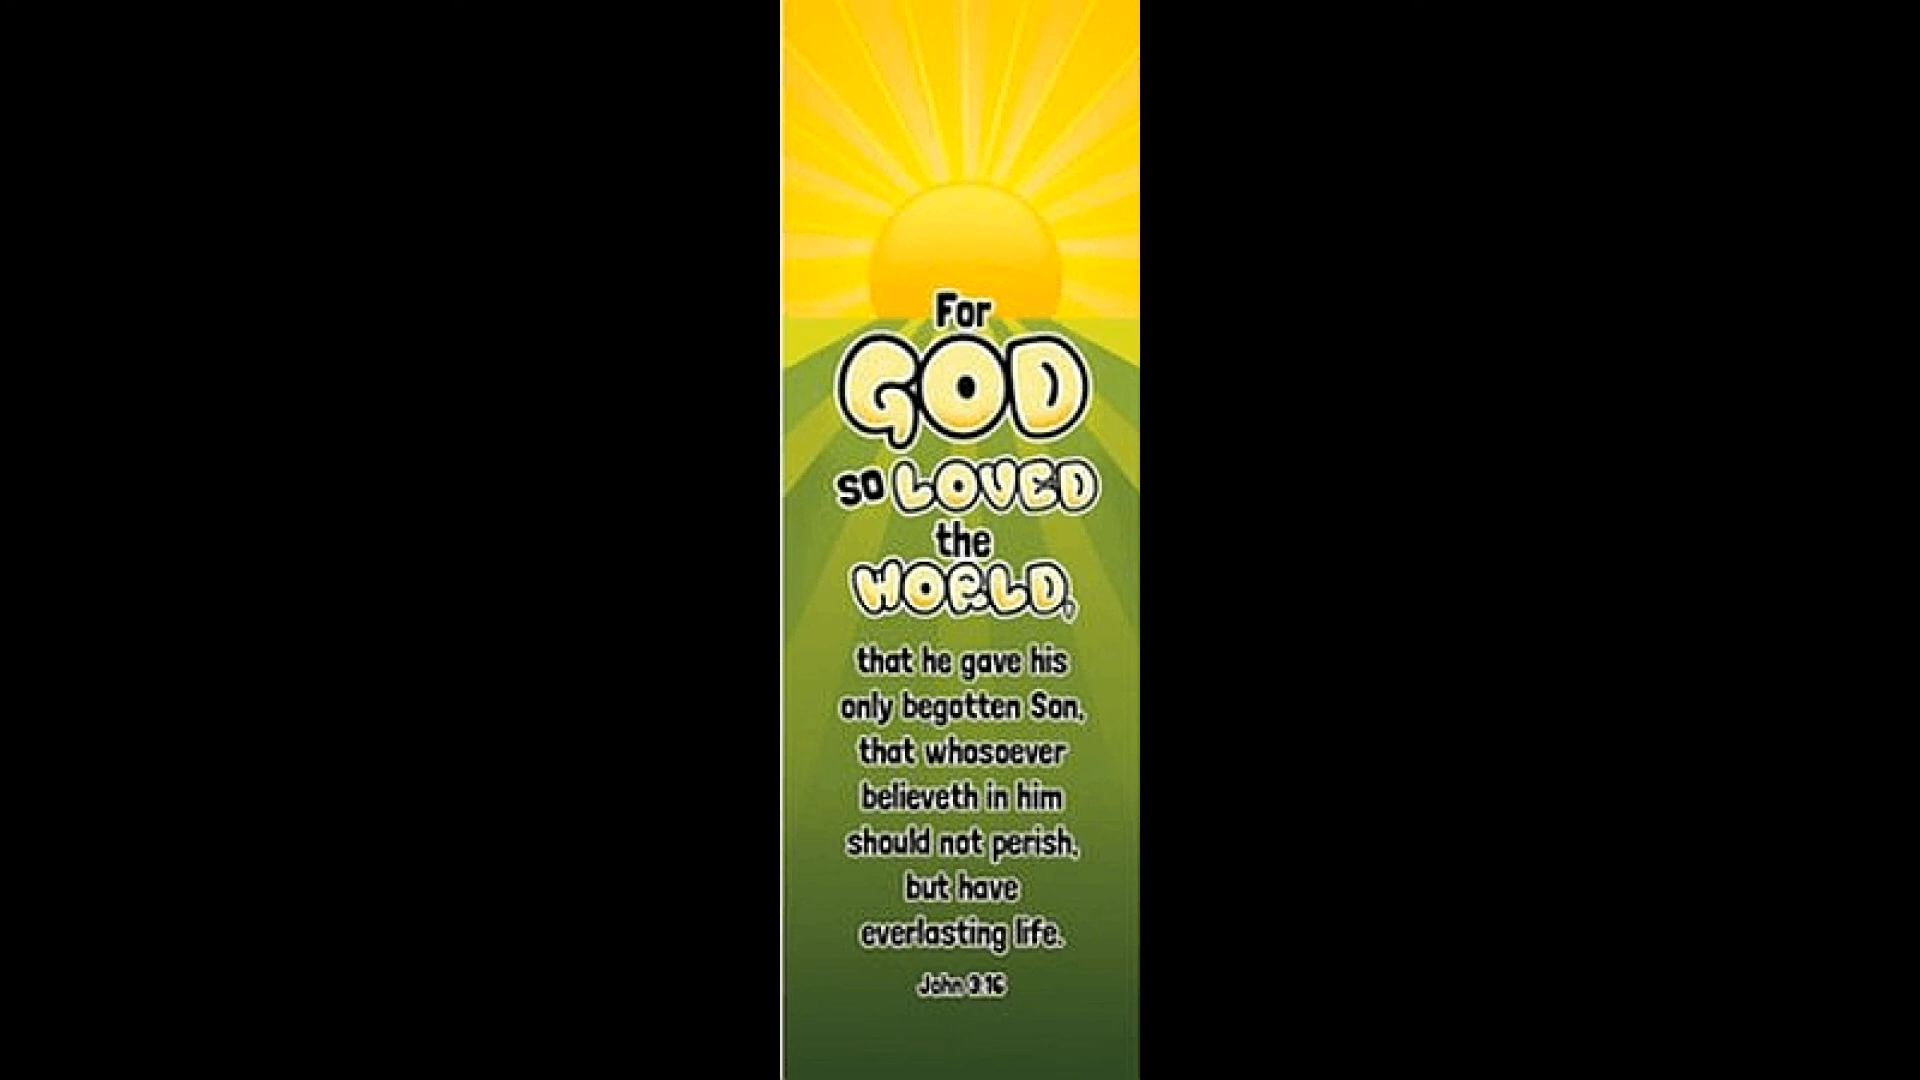 For
GOD
so LOVED
the
WORLD,
that he gave his
only begotten Son,
that whosoever
believeth in him
should not perish,
but have
everlasting life.
John 3:16